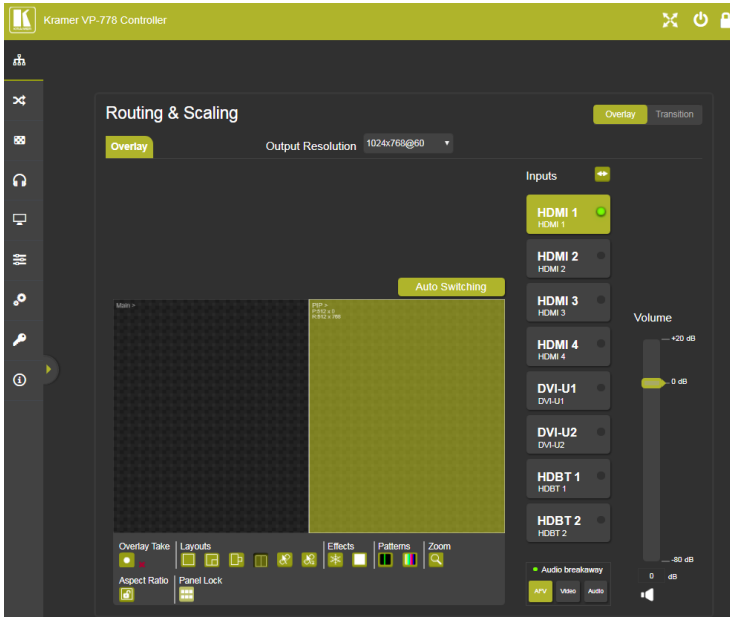 K
Kramer VP-778 Controller
Routing & Scaling
Overlay Transition
Overlay
Output Resolution 1024x768@60
Inputs
HDMI 1
HDMI 1
HDMI 2
HDMI 2
Auto Switching
Main >
PIP >
P:512 x 0
HDMI 3
HDMI 3
Volume
+20 dB
HDMI 4
HDMI 4
0 dB
DVI-U1
DVI-U1
DVI-U2
DVI-U2
HDBT 1
HDBT 1
HDBT 2
HDBT 2
Overlay Take Layouts Effects Patterns Zoom
-80 dB
Audio breakaway
0 dB
Aspect Ratio Panel Lock
AFV Video Audio